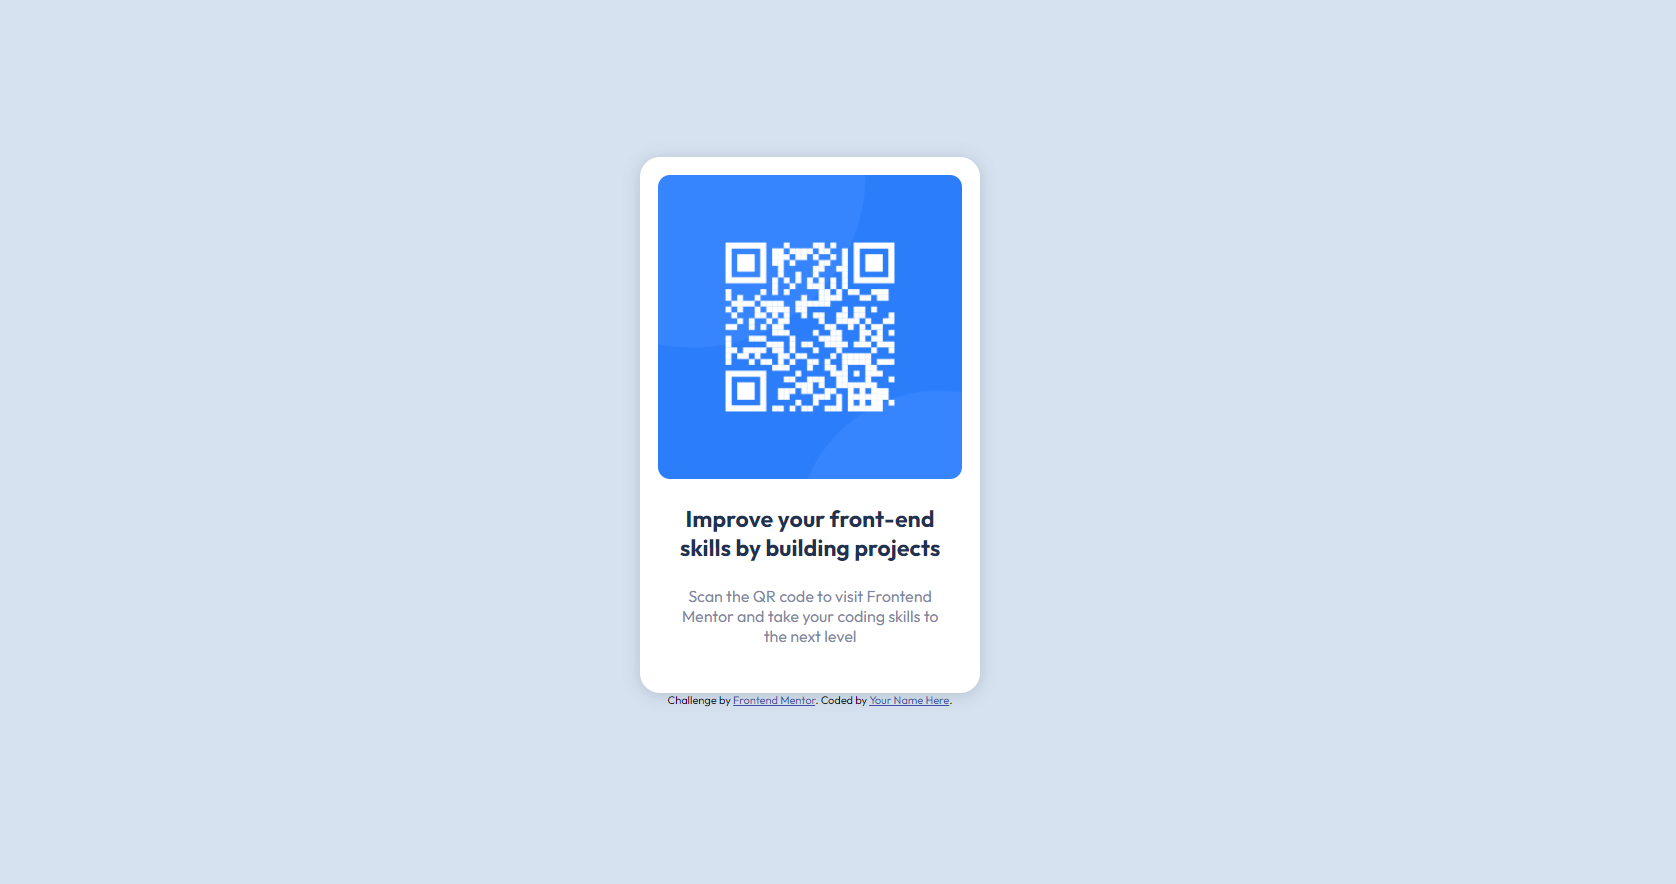 Improve your front-end
skills by building projects
Scan the QR code to visit Frontend
Mentor and take your coding skills to
the next level
Challenge by Frontend Mentor. Coded by Your Name Here.